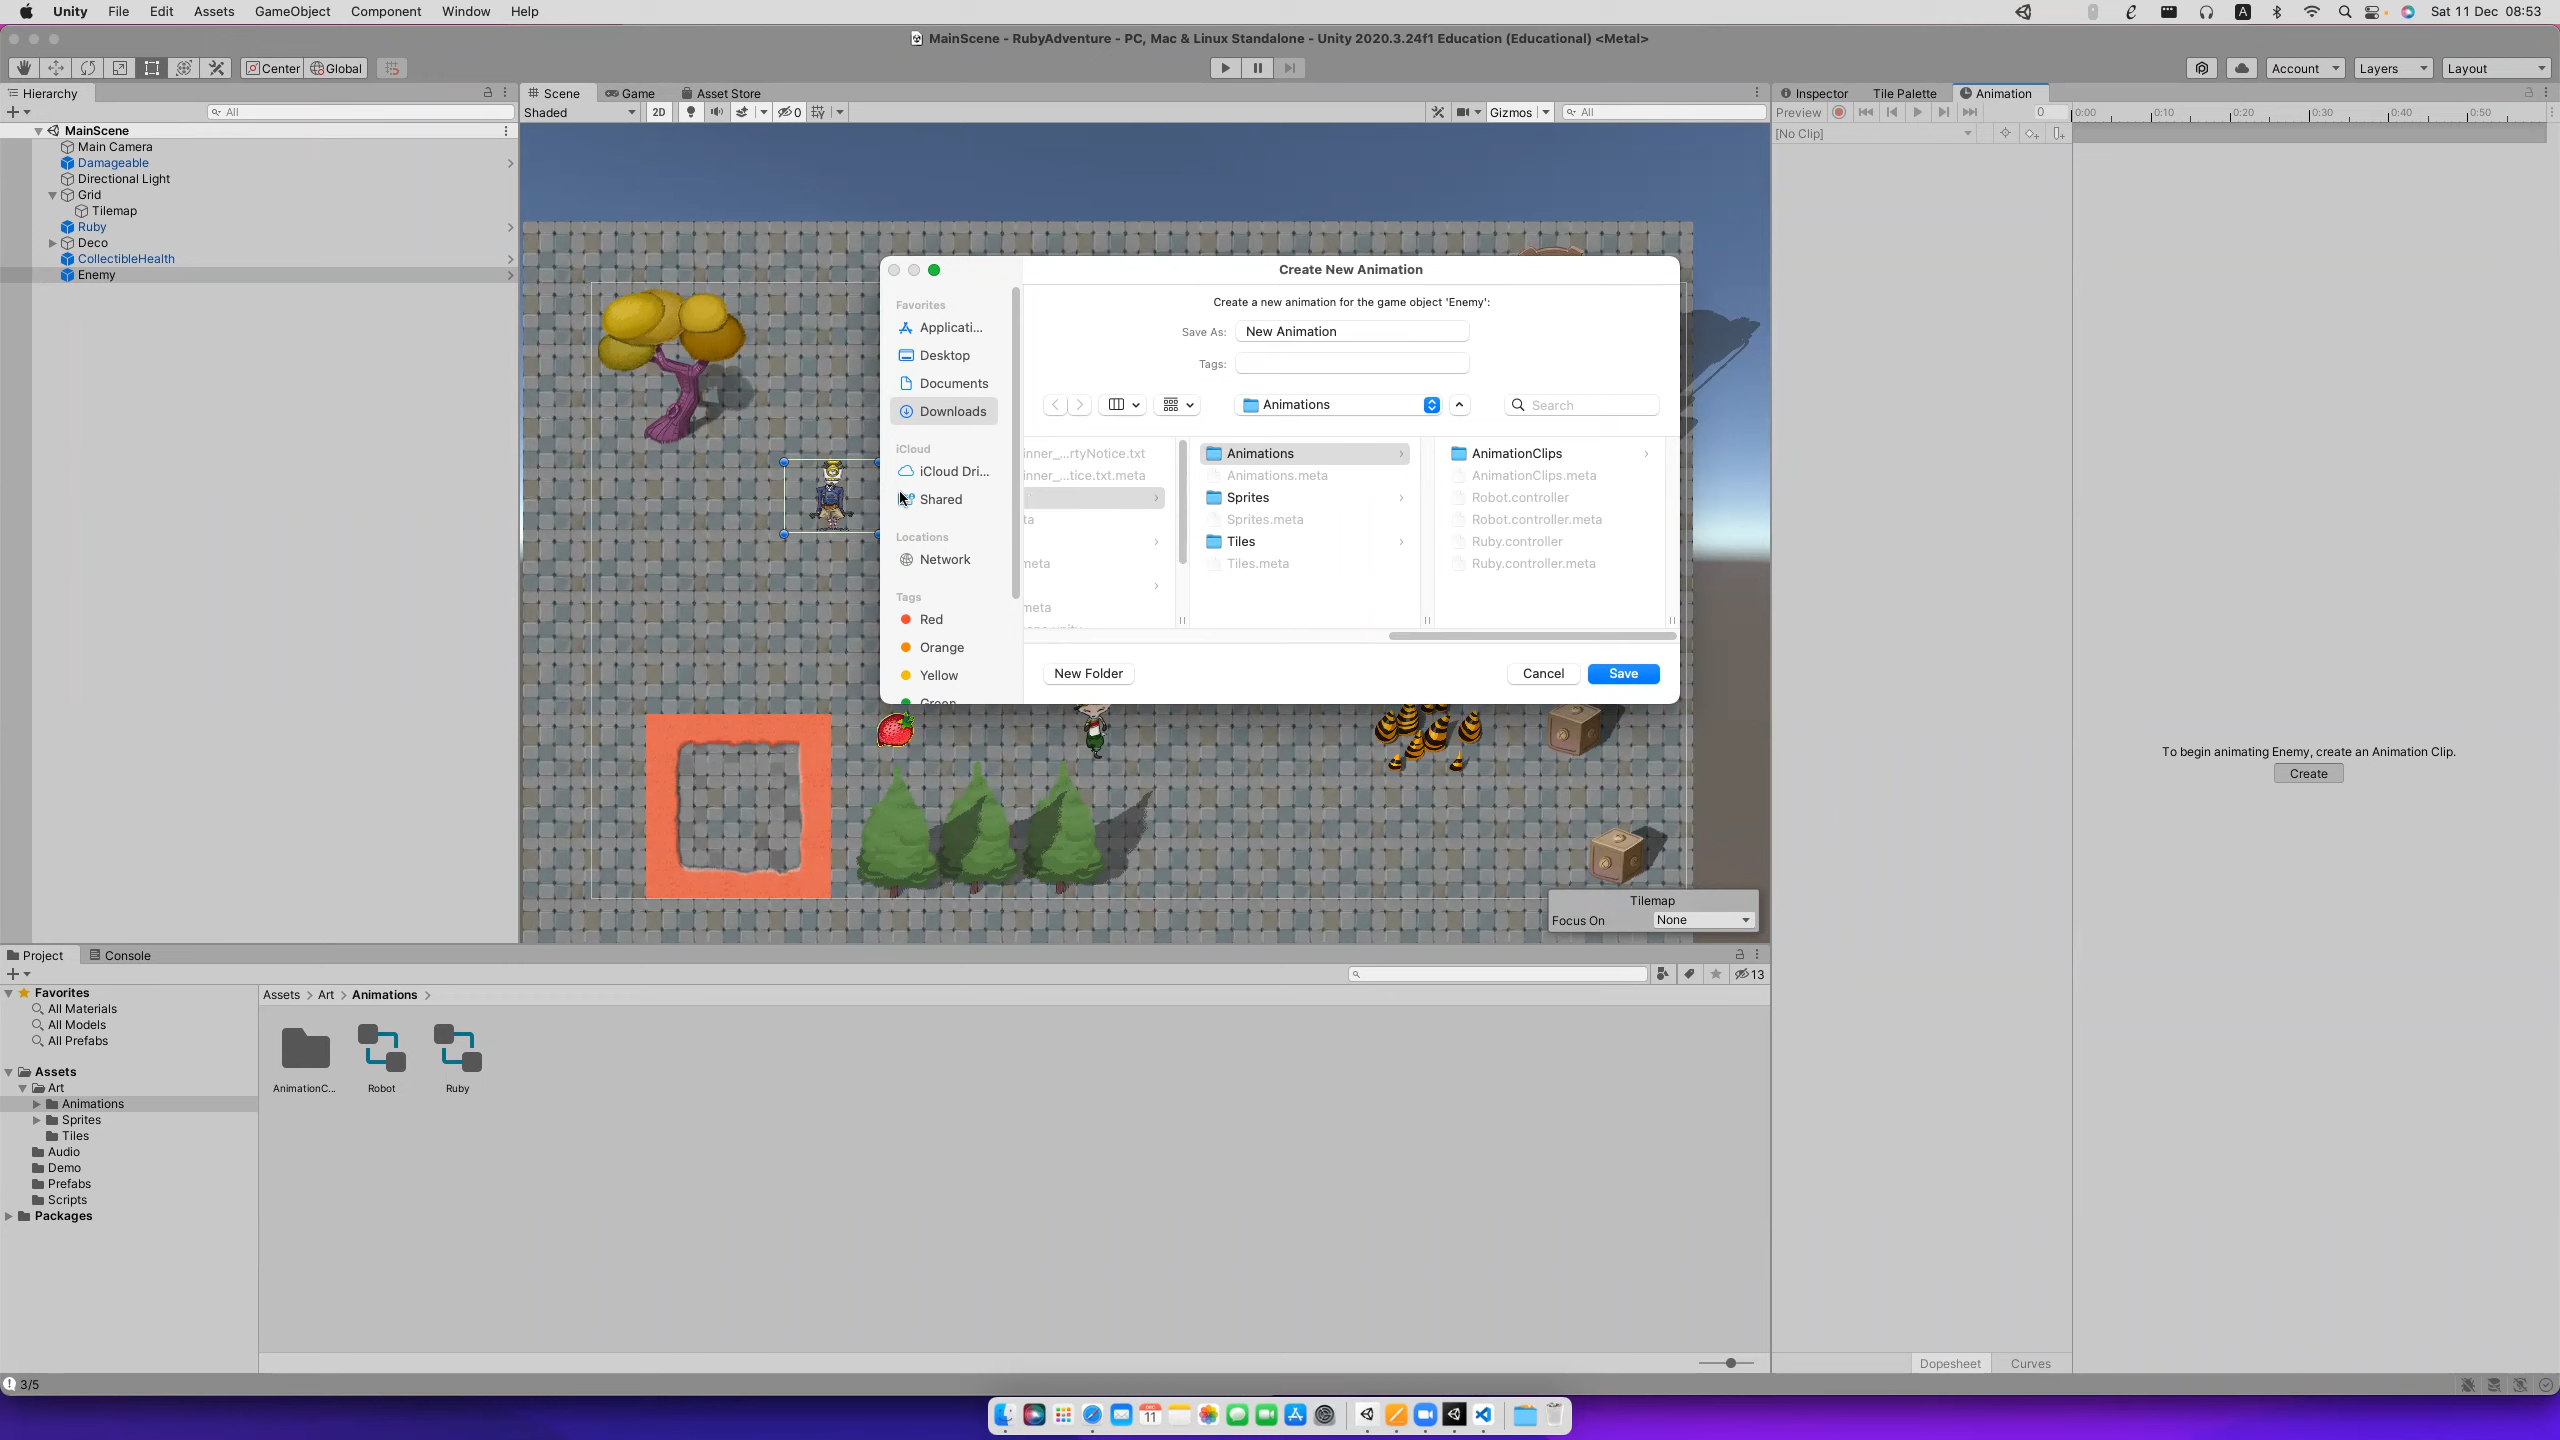 Unity File Edit Assets GameObject Component Window Help
A
Sat 11 Dec 08:53
MainScene - RubyAdventure - PC, Mac & Linux Standalone - Unity 2020.3.24f1 Education (Educational) <Metal>
Center Global
Account Layers Layout
Hierarchy
All
MainScene
Main Camera
Damageable
Directional Light
Grid
Tilemap
Ruby
Deco
CollectibleHealth
Enemy
Scene Game Asset Store
Shaded 2D 0 Gizmos All
Create New Animation
Create a new animation for the game object 'Enemy':
Save As: New Animation
Tags:
Animations
Search
Favorites
Applicati...
Desktop
Documents
Downloads
iCloud
iCloud Dri...
Shared
Locations
Network
Tags
Red
Orange
Yellow
Green
inner_...rtyNotice.txt
inner_...tice.txt.meta
ta
meta
meta
Animations
Animations.meta
Sprites
Sprites.meta
Tiles
Tiles.meta
AnimationClips
AnimationClips.meta
Robot.controller
Robot.controller.meta
Ruby.controller
Ruby.controller.meta
New Folder Cancel Save
Tilemap
Focus On None
Inspector Tile Palette Animation
Preview 0 0:00 0:10 0:20 0:30 0:40 0:50
[No Clip]
To begin animating Enemy, create an Animation Clip.
Create
Dopesheet Curves
Project Console
13
Favorites
All Materials
All Models
All Prefabs
Assets
Art
Animations
Sprites
Tiles
Audio
Demo
Prefabs
Scripts
Packages
Assets > Art > Animations >
AnimationC... Robot Ruby
3/5
DEC
11